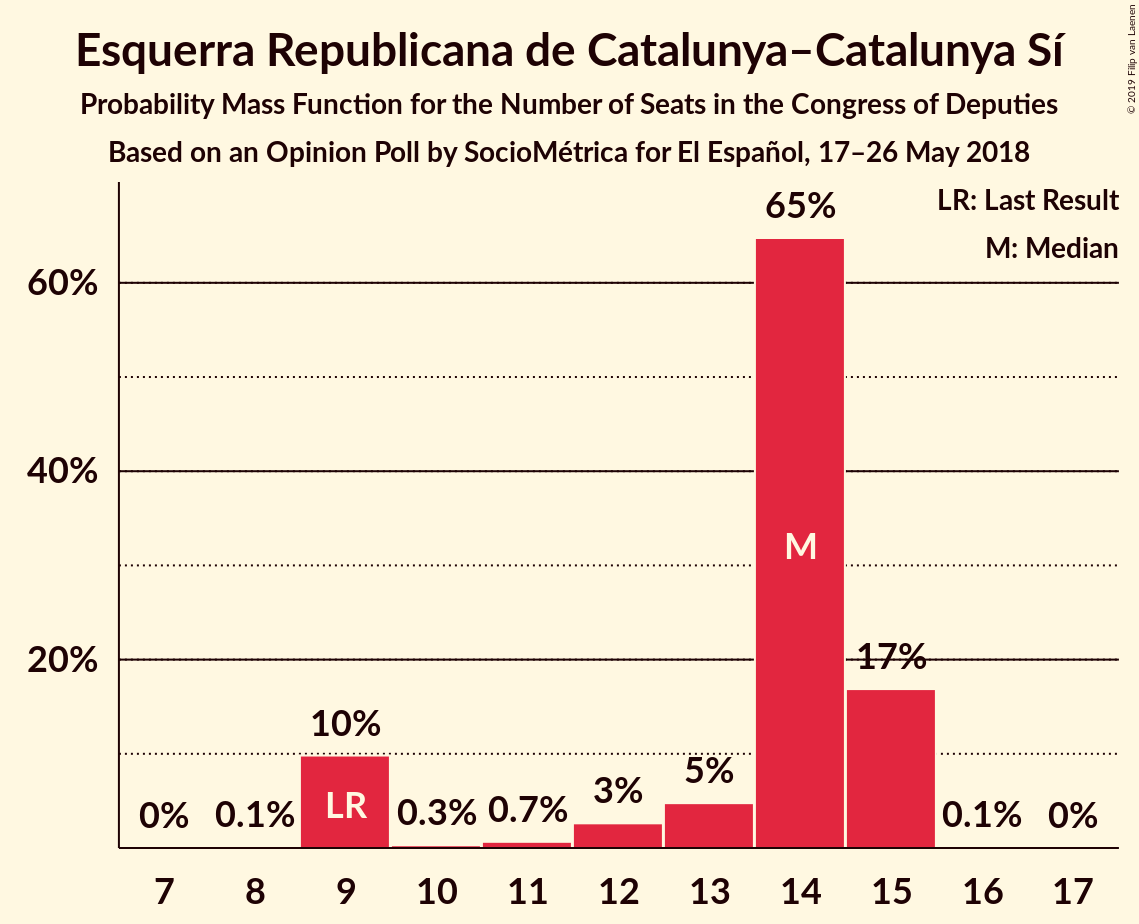 Esquerra Republicana de Catalunya–Catalunya Sí
Probability Mass Function for the Number of Seats in the Congress of Deputies
Based on an Opinion Poll by SocioMétrica for El Español, 17–26 May 2018
© 2019 Filip van Laenen
LR: Last Result
M: Median
60%
40%
20%
0%
0.1%
10%
0.3%
0.7%
3%
5%
65%
17%
0.1%
0%
LR
M
7 8 9 10 11 12 13 14 15 16 17